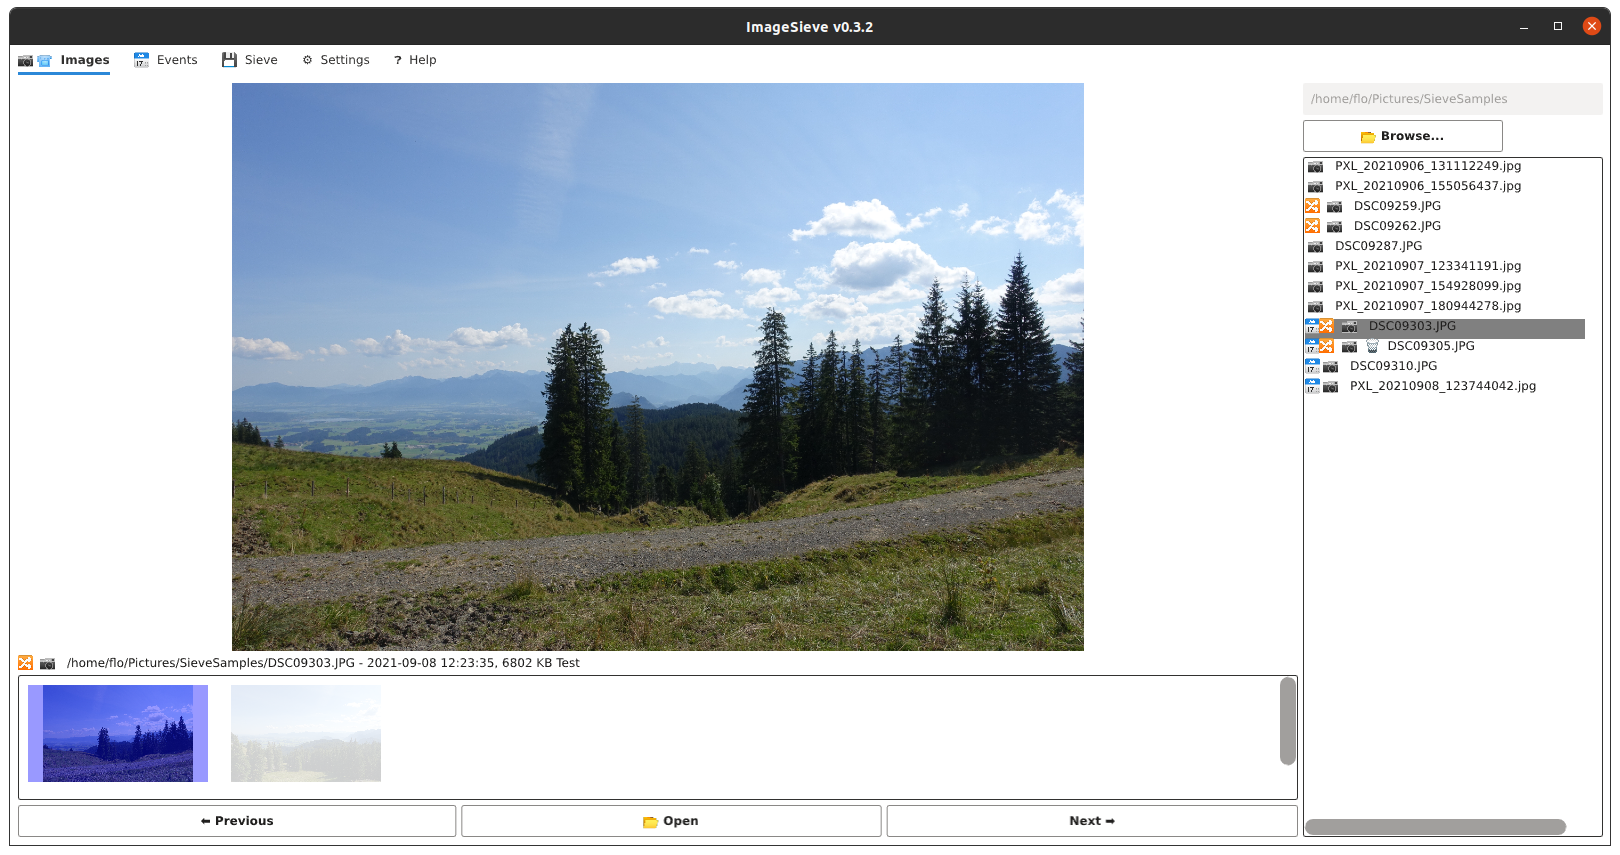 ImageSieve v0.3.2
Images Events Sieve Settings ? Help
/home/flo/Pictures/SieveSamples
Browse...
PXL_20210906_131112249.jpg
PXL_20210906_155056437.jpg
DSC09259.JPG
DSC09262.JPG
DSC09287.JPG
PXL_20210907_123341191.jpg
PXL_20210907_154928099.jpg
PXL_20210907_180944278.jpg
DSC09303.JPG
DSC09305.JPG
DSC09310.JPG
PXL_20210908_123744042.jpg
/home/flo/Pictures/SieveSamples/DSC09303.JPG - 2021-09-08 12:23:35, 6802 KB Test
⬅ Previous
Open
Next ➡